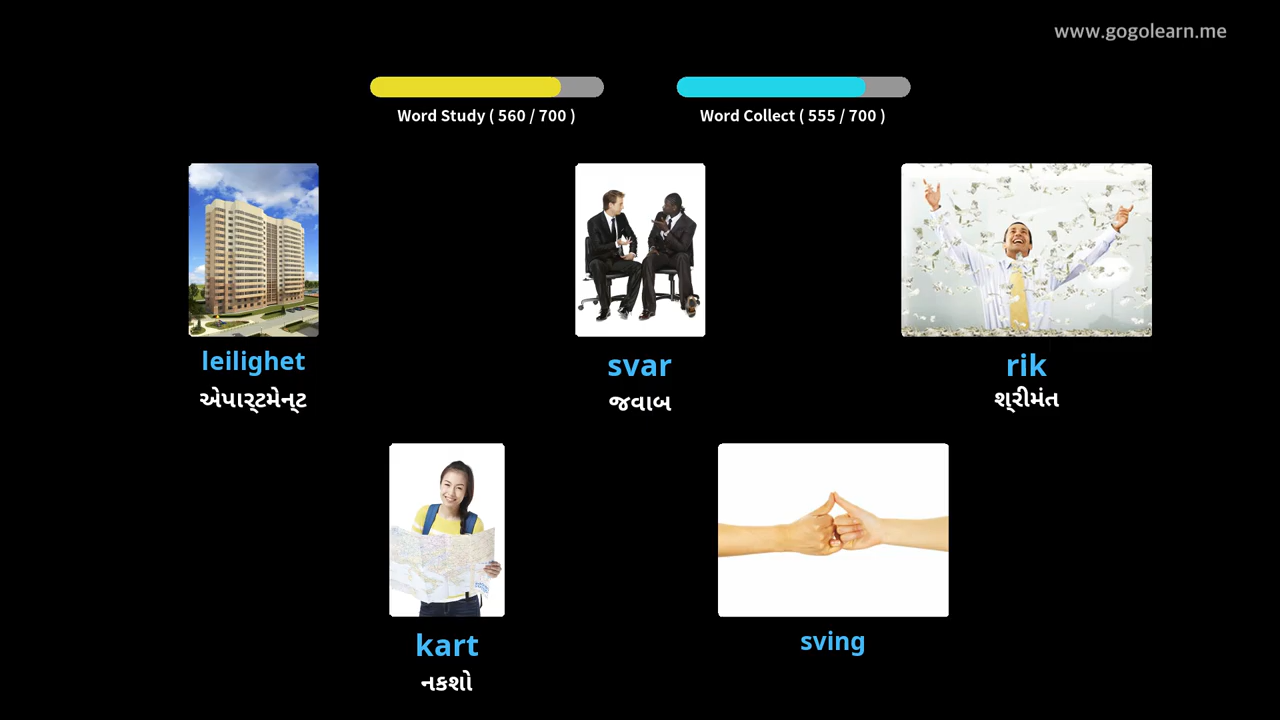 www.gogolearn.me
Word Study ( 560 / 700 )
Word Collect ( 555 / 700 )
leilighet
એપાર્ટમેન્ટ
svar
જવાબ
rik
શ્રીમંત
kart
નકશો
sving